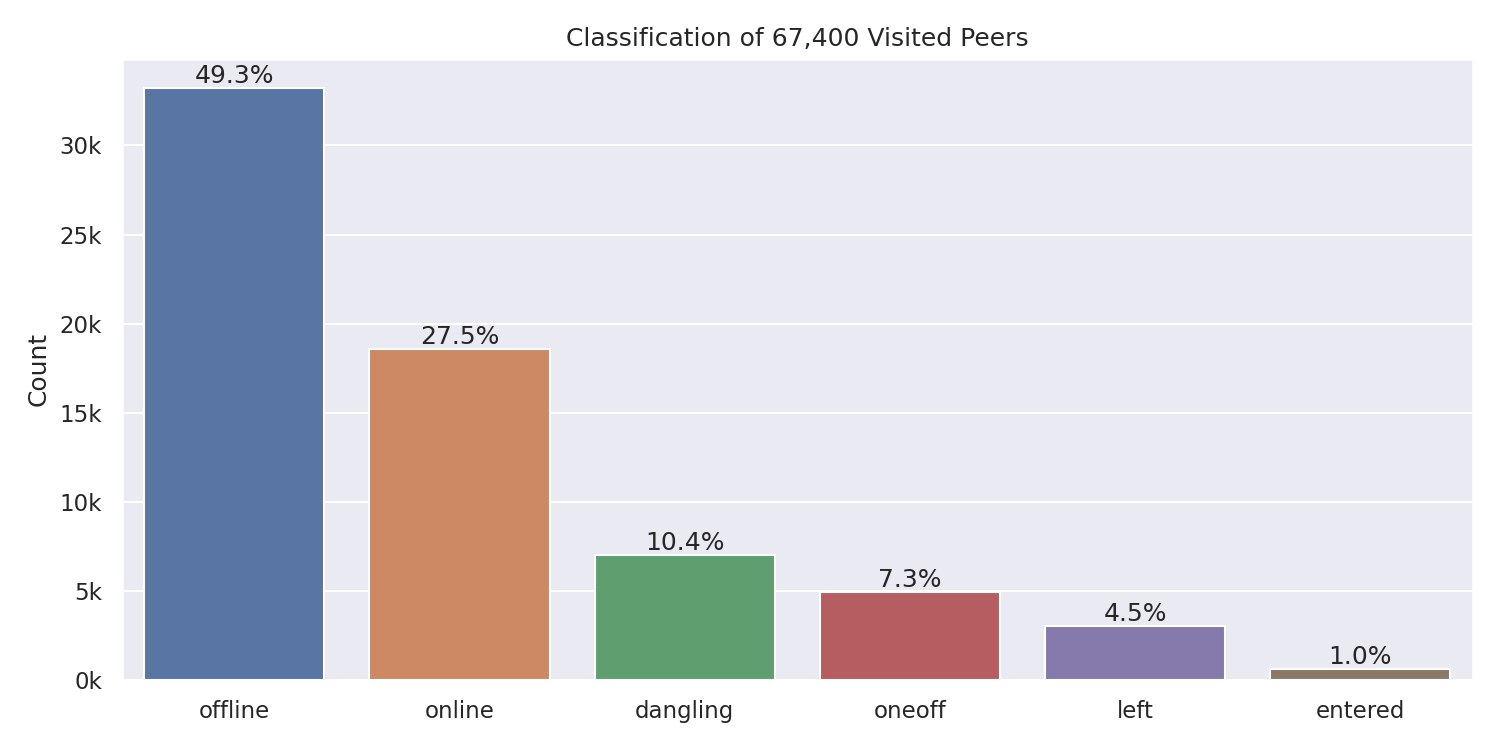 Classification of 67,400 Visited Peers
Count
30k
25k
20k
15k
10k
5k
0k
49.3%
27.5%
10.4%
7.3%
4.5%
1.0%
offline
online
dangling
oneoff
left
entered